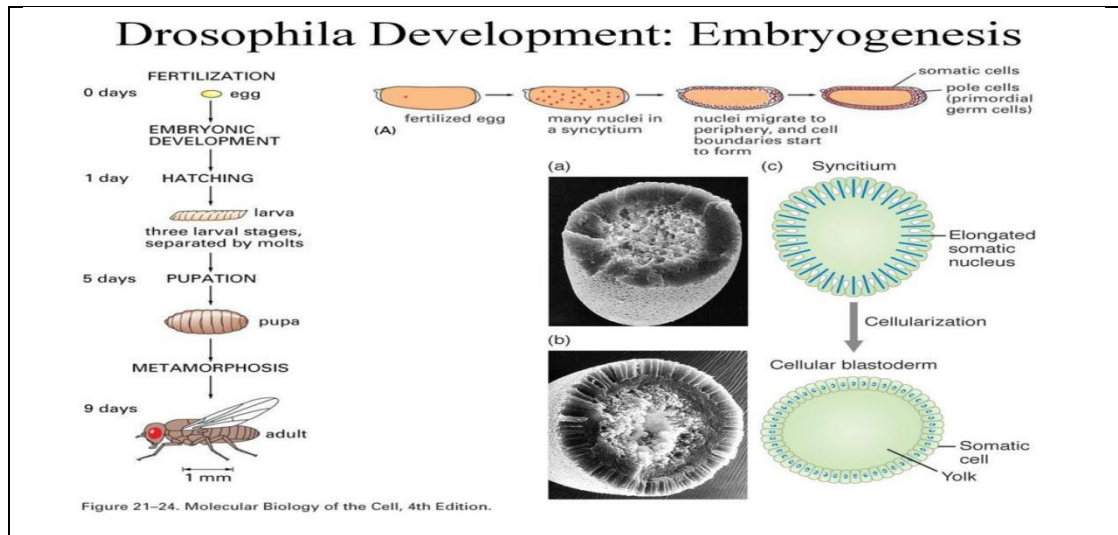 Drosophila Development: Embryogenesis
FERTILIZATION
0 days
egg
EMBRYONIC
DEVELOPMENT
1 day
HATCHING
larva
three larval stages,
separated by molts
5 days
PUPATION
pupa
METAMORPHOSIS
9 days
adult
1 mm
(A)
fertilized egg
many nuclei in
a syncytium
nuclei migrate to
periphery, and cell
boundaries start
to form
somatic cells
pole cells
(primordial
germ cells)
(a)
(b)
(c)
Syncitium
Elongated
somatic
nucleus
Cellularization
Cellular blastoderm
Somatic
cell
Yolk
Figure 21–24. Molecular Biology of the Cell, 4th Edition.